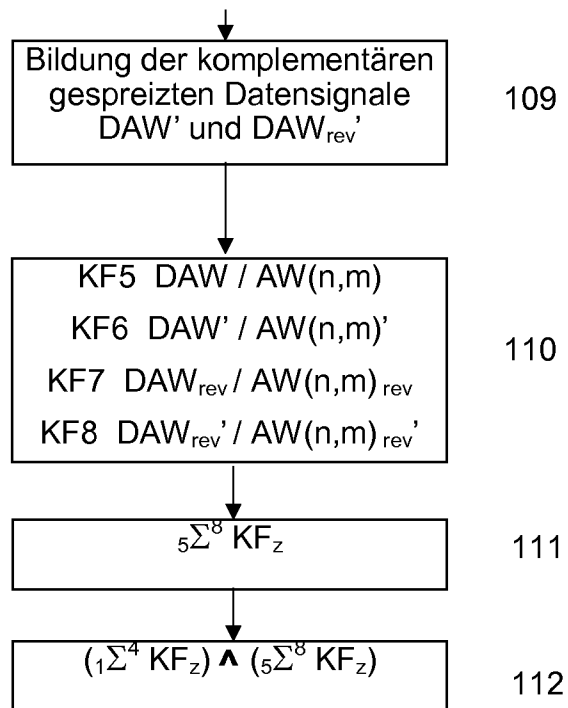 Bildung der komplementären
gespreizten Datensignale
DAW’ und DAWrev’
109
KF5 DAW / AW(n,m)
KF6 DAW’ / AW(n,m)’
KF7 DAWrev / AW(n,m) rev
KF8 DAWrev’ / AW(n,m) rev’
110
₅Σ⁸ KFz
111
(₁Σ⁴ KFz) ∧ (₅Σ⁸ KFz)
112